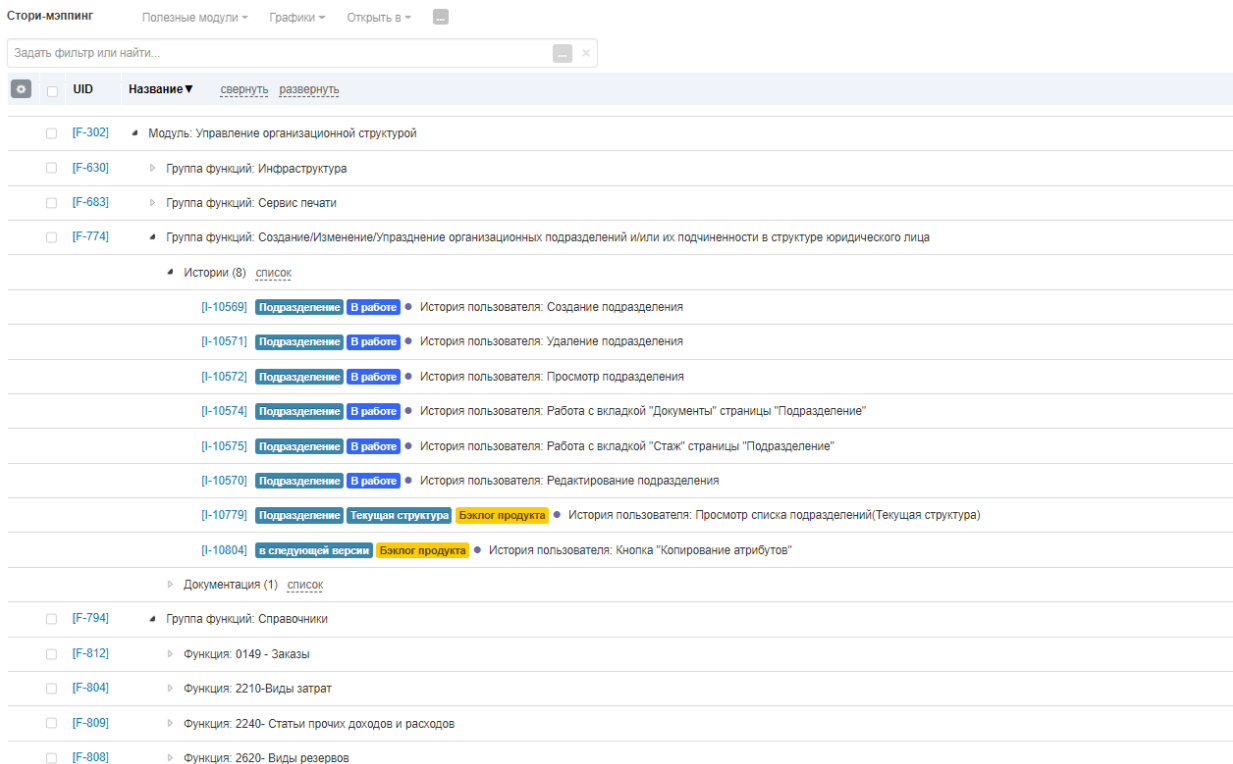 Стори-мэппинг Полезные модули Графики Открыть в ...
Задать фильтр или найти... ... ×
UID Название▼ свернуть развернуть
[F-302] Модуль: Управление организационной структурой
[F-630] Группа функций: Инфраструктура
[F-683] Группа функций: Сервис печати
[F-774] Группа функций: Создание/Изменение/Упразднение организационных подразделений и/или их подчиненности в структуре юридического лица
Истории (8) список
[I-10569] Подразделение В работе История пользователя: Создание подразделения
[I-10571] Подразделение В работе История пользователя: Удаление подразделения
[I-10572] Подразделение В работе История пользователя: Просмотр подразделения
[I-10574] Подразделение В работе История пользователя: Работа с вкладкой "Документы" страницы "Подразделение"
[I-10575] Подразделение В работе История пользователя: Работа с вкладкой "Стаж" страницы "Подразделение"
[I-10570] Подразделение В работе История пользователя: Редактирование подразделения
[I-10779] Подразделение Текущая структура Бэклог продукта История пользователя: Просмотр списка подразделений(Текущая структура)
[I-10804] в следующей версии Бэклог продукта История пользователя: Кнопка "Копирование атрибутов"
Документация (1) список
[F-794] Группа функций: Справочники
[F-812] Функция: 0149 - Заказы
[F-804] Функция: 2210-Виды затрат
[F-809] Функция: 2240- Статьи прочих доходов и расходов
[F-808] Функция: 2620- Виды резервов